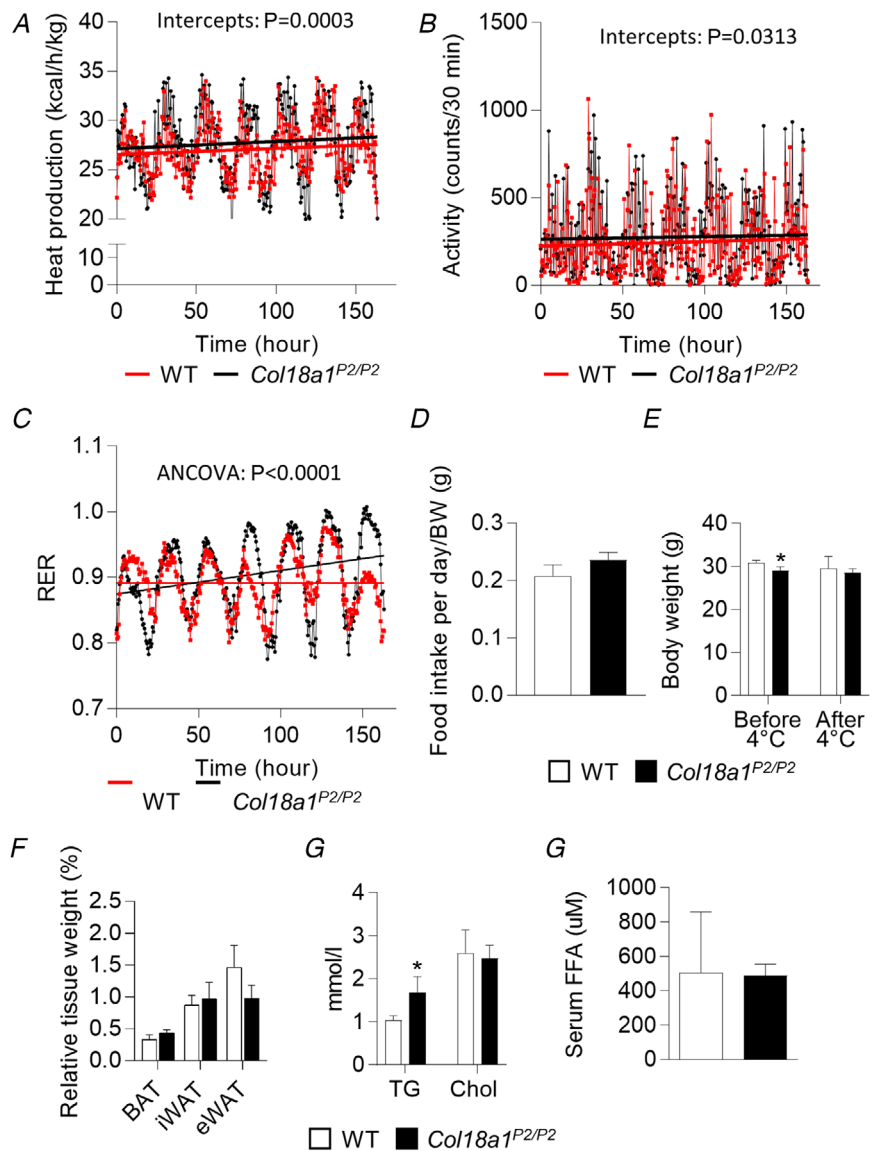 A
Intercepts: P=0.0003
Heat production (kcal/h/kg)
40
35
30
25
20
10
0
0 50 100 150
Time (hour)
WT Col18a1P2/P2
B
Intercepts: P=0.0313
Activity (counts/30 min)
1500
1000
500
0
0 50 100 150
Time (hour)
WT Col18a1P2/P2
C
ANCOVA: P<0.0001
RER
1.1
1.0
0.9
0.8
0.7
0 50 100 150
Time (hour)
WT Col18a1P2/P2
D
Food intake per day/BW (g)
0.3
0.2
0.1
0.0
E
Body weight (g)
40
30
20
10
0
*
Before 4°C
After 4°C
WT Col18a1P2/P2
F
Relative tissue weight (%)
2.5
2.0
1.5
1.0
0.5
0.0
BAT
iWAT
eWAT
G
mmol/l
4
3
2
1
0
*
TG Chol
G
Serum FFA (uM)
1000
800
600
400
200
0
WT Col18a1P2/P2